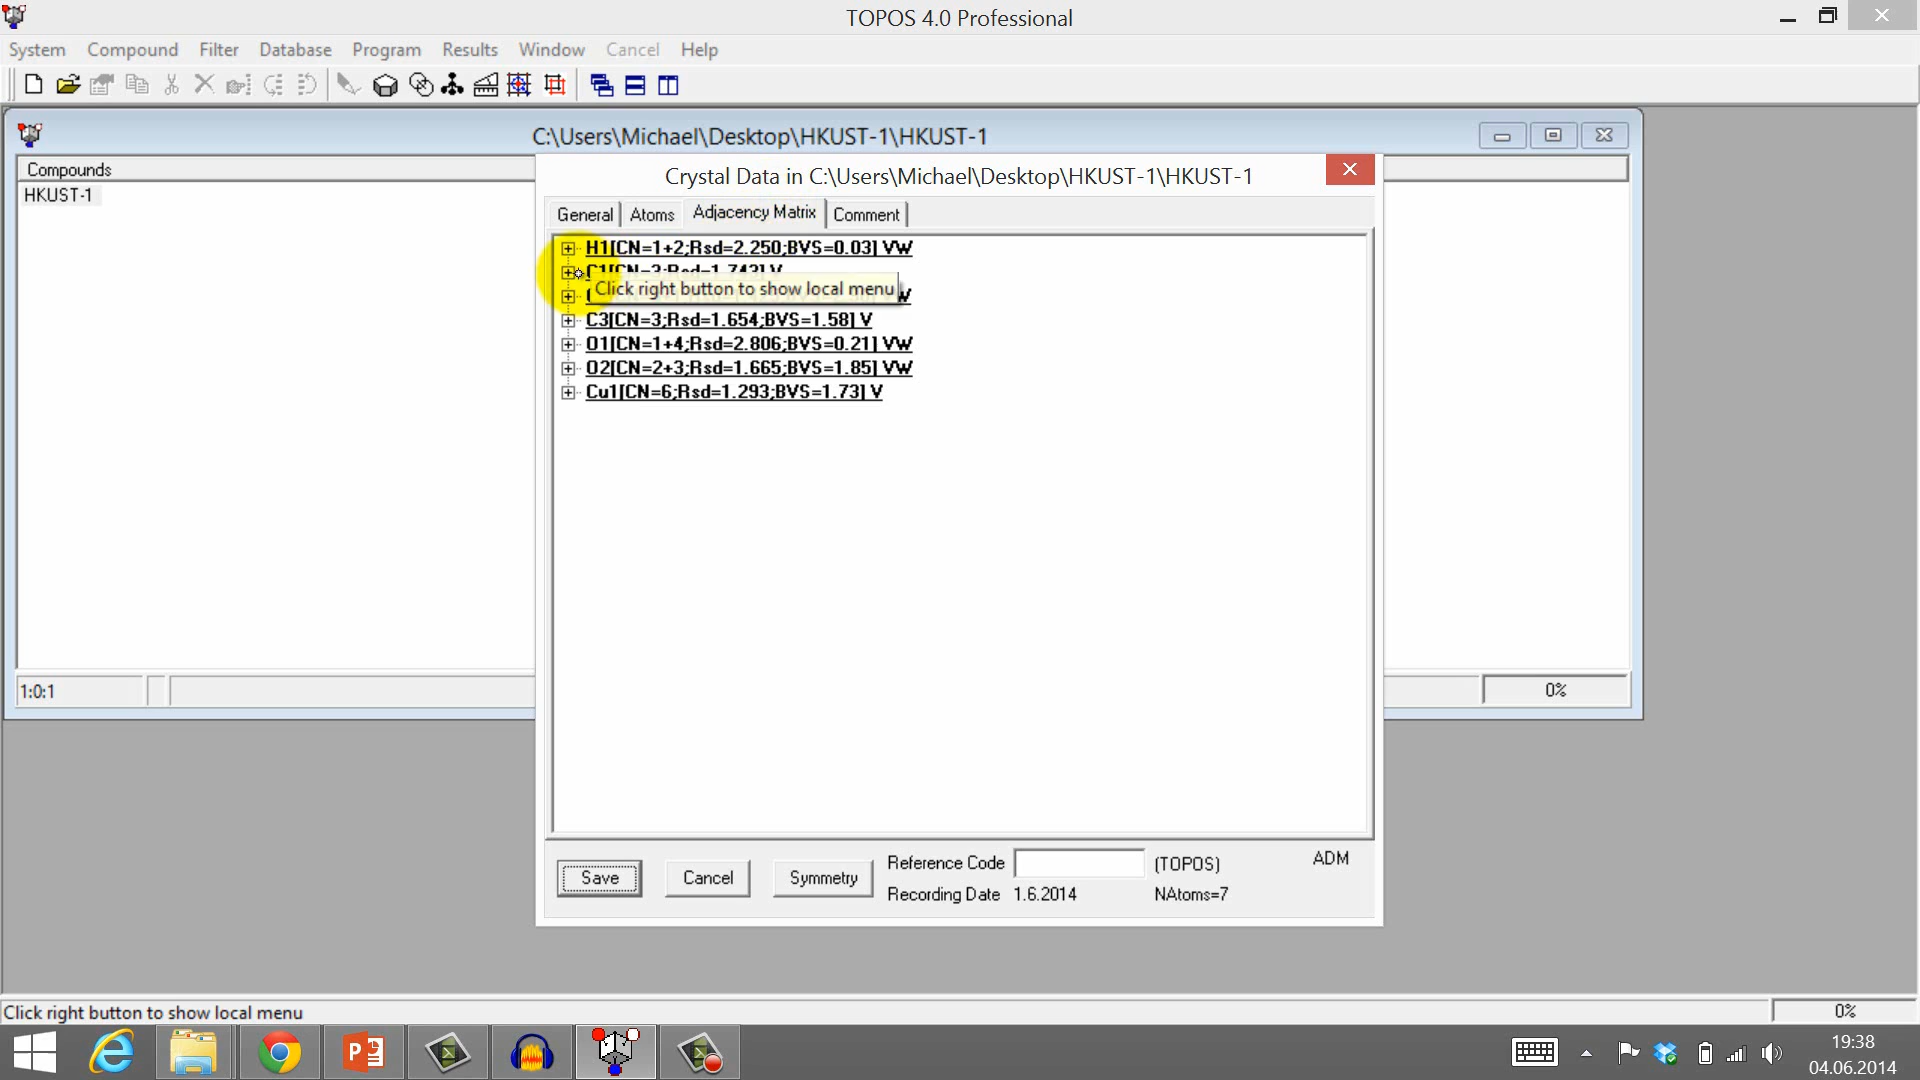 TOPOS 4.0 Professional
System Compound Filter Database Program Results Window Cancel Help
C:\Users\Michael\Desktop\HKUST-1\HKUST-1
Compounds
HKUST-1
Crystal Data in C:\Users\Michael\Desktop\HKUST-1\HKUST-1
General Atoms Adjacency Matrix Comment
H1[CN=1+2;Rsd=2.250;BVS=0.03] VW
C1[CN=3;Rsd=1.743] V
Click right button to show local menu
C3[CN=3;Rsd=1.654;BVS=1.58] V
O1[CN=1+4;Rsd=2.806;BVS=0.21] VW
O2[CN=2+3;Rsd=1.665;BVS=1.85] VW
Cu1[CN=6;Rsd=1.293;BVS=1.73] V
1:0:1
0%
Save Cancel Symmetry
Reference Code (TOPOS) ADM
Recording Date 1.6.2014 NAtoms=7
Click right button to show local menu
0%
19:38
04.06.2014